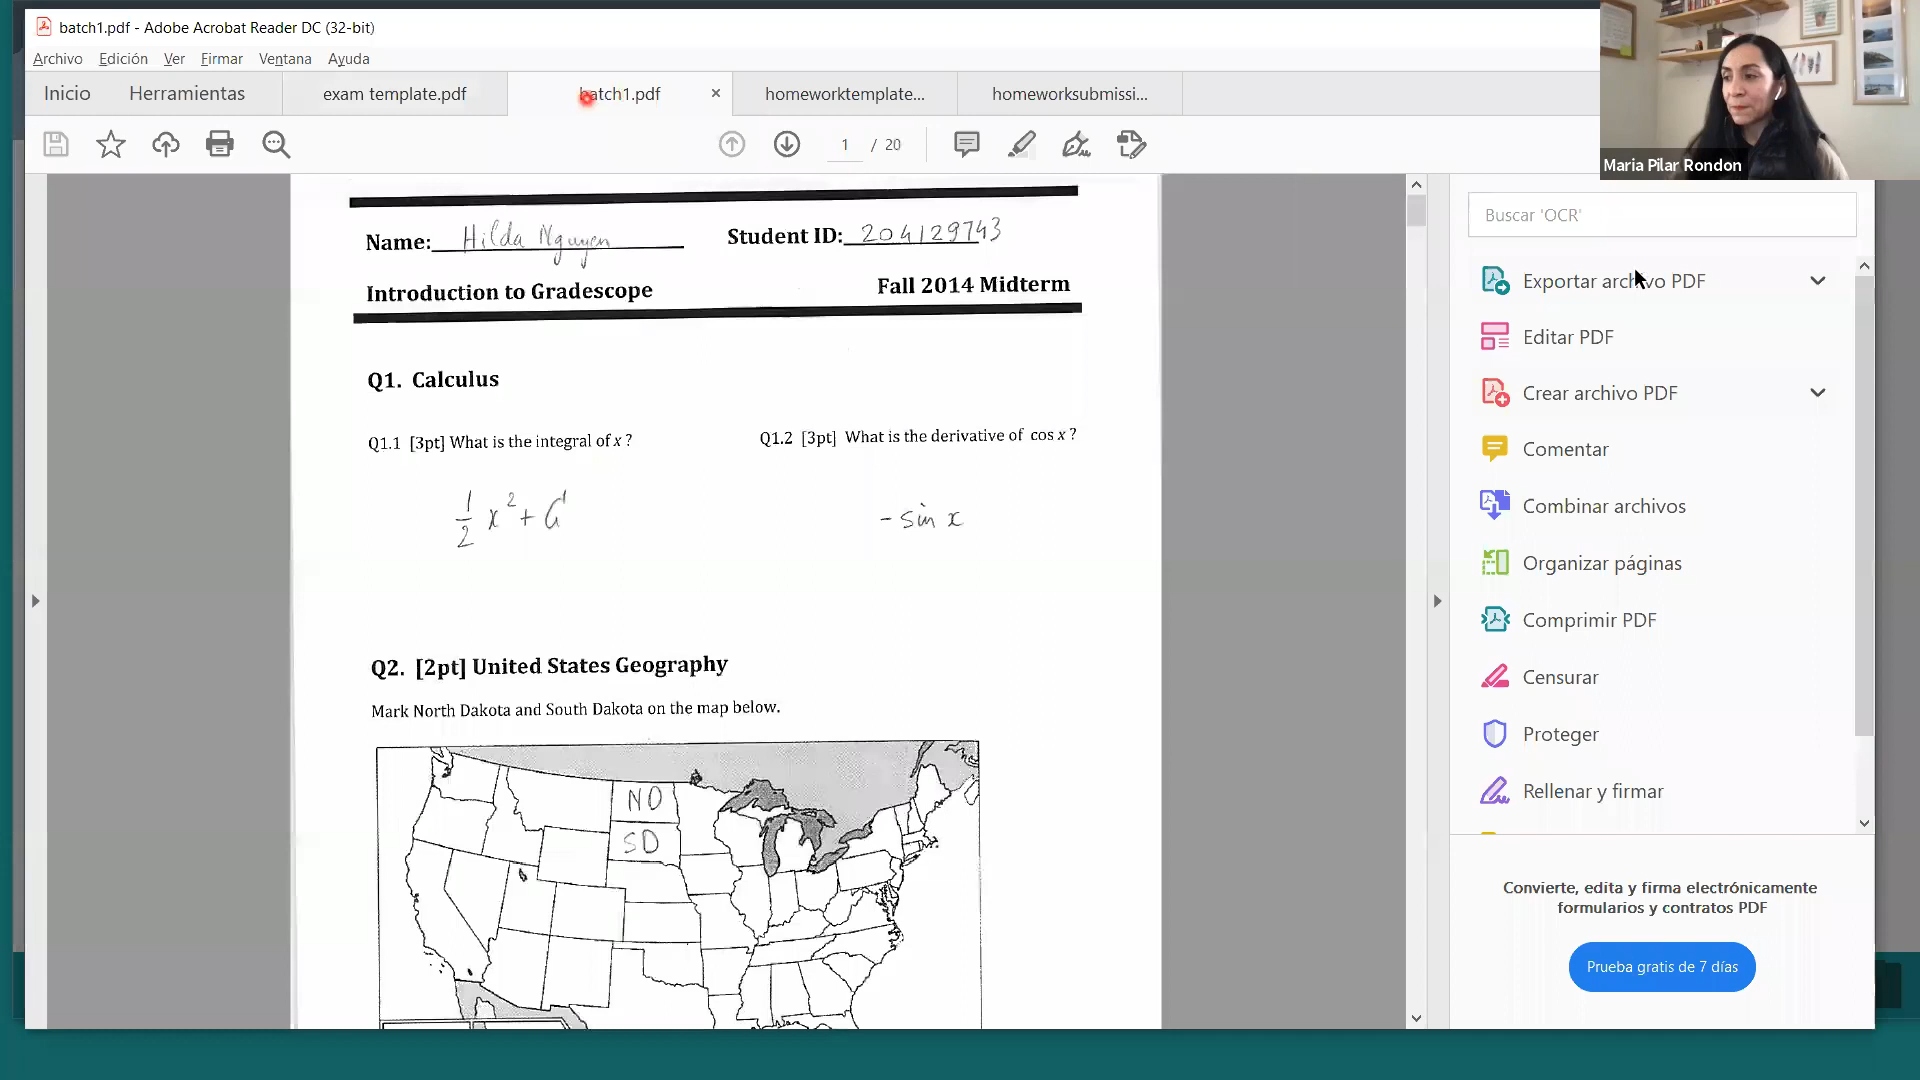 batch1.pdf - Adobe Acrobat Reader DC (32-bit)
Archivo Edición Ver Firmar Ventana Ayuda
Inicio Herramientas exam template.pdf batch1.pdf homeworktemplate... homeworksubmissi...
1 / 20
Maria Pilar Rondon
Name: Hilda Nguyen Student ID: 204129743
Introduction to Gradescope Fall 2014 Midterm
Q1. Calculus
Q1.1 [3pt] What is the integral of x ? Q1.2 [3pt] What is the derivative of cos x ?
1/2 x² + C - sin x
Q2. [2pt] United States Geography
Mark North Dakota and South Dakota on the map below.
ND
SD
Buscar 'OCR'
Exportar archivo PDF
Editar PDF
Crear archivo PDF
Comentar
Combinar archivos
Organizar páginas
Comprimir PDF
Censurar
Proteger
Rellenar y firmar
Convierte, edita y firma electrónicamente
formularios y contratos PDF
Prueba gratis de 7 días